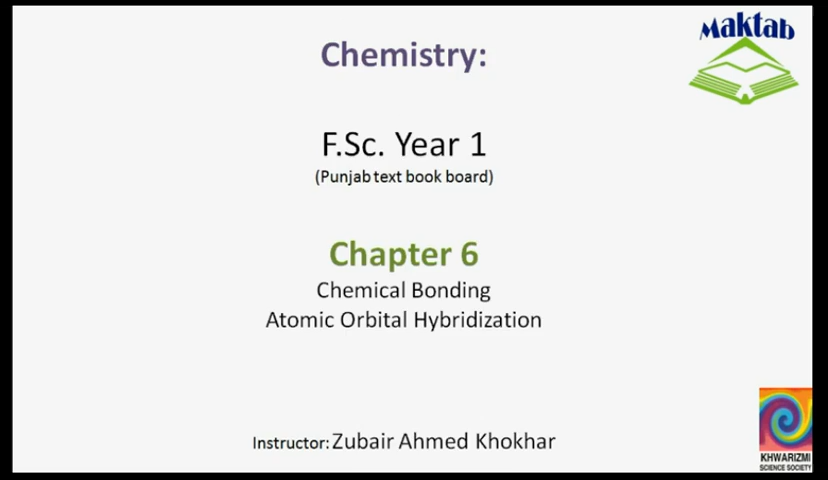 Maktab
Chemistry:
F.Sc. Year 1
(Punjab text book board)
Chapter 6
Chemical Bonding
Atomic Orbital Hybridization
Instructor: Zubair Ahmed Khokhar
KHWARIZMI
SCIENCE SOCIETY